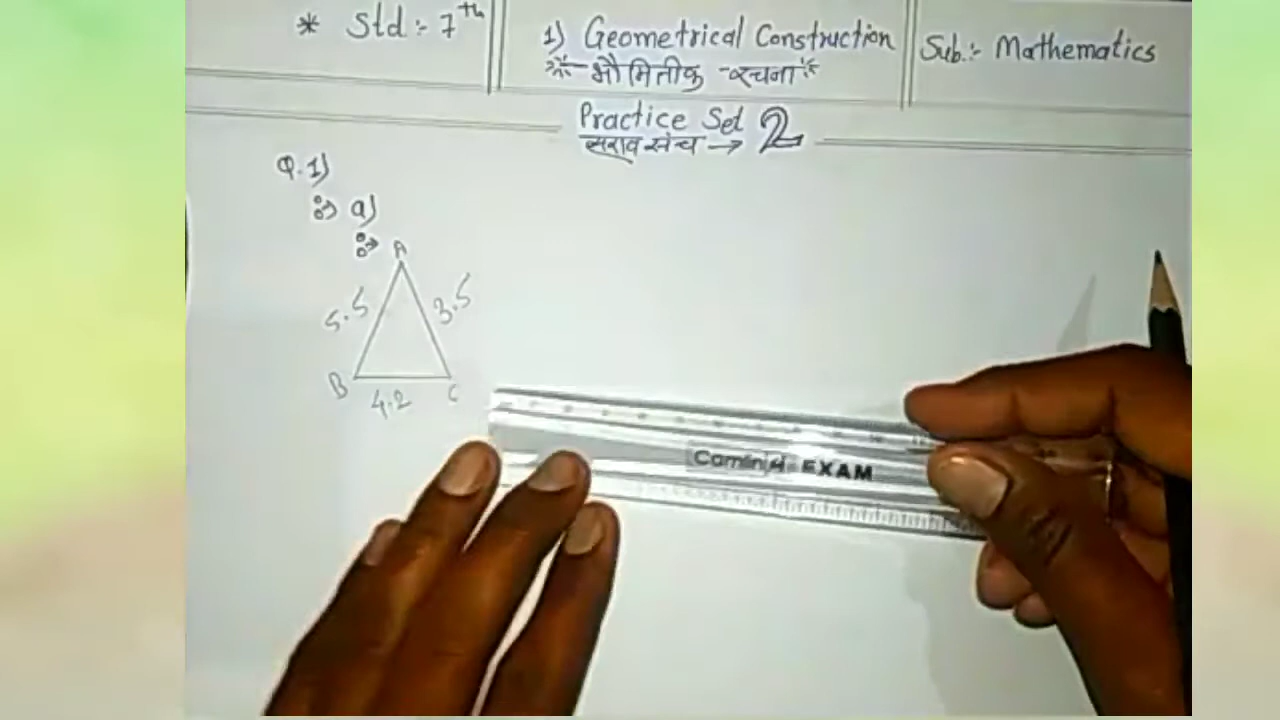 * Std :- 7th
1) Geometrical Construction
भौमितीक रचना
Sub :- Mathematics
Practice Set 2
सराव संच →
Q.1)
a)
A
5.5
3.5
B
4.2
C
Camlin EXAM